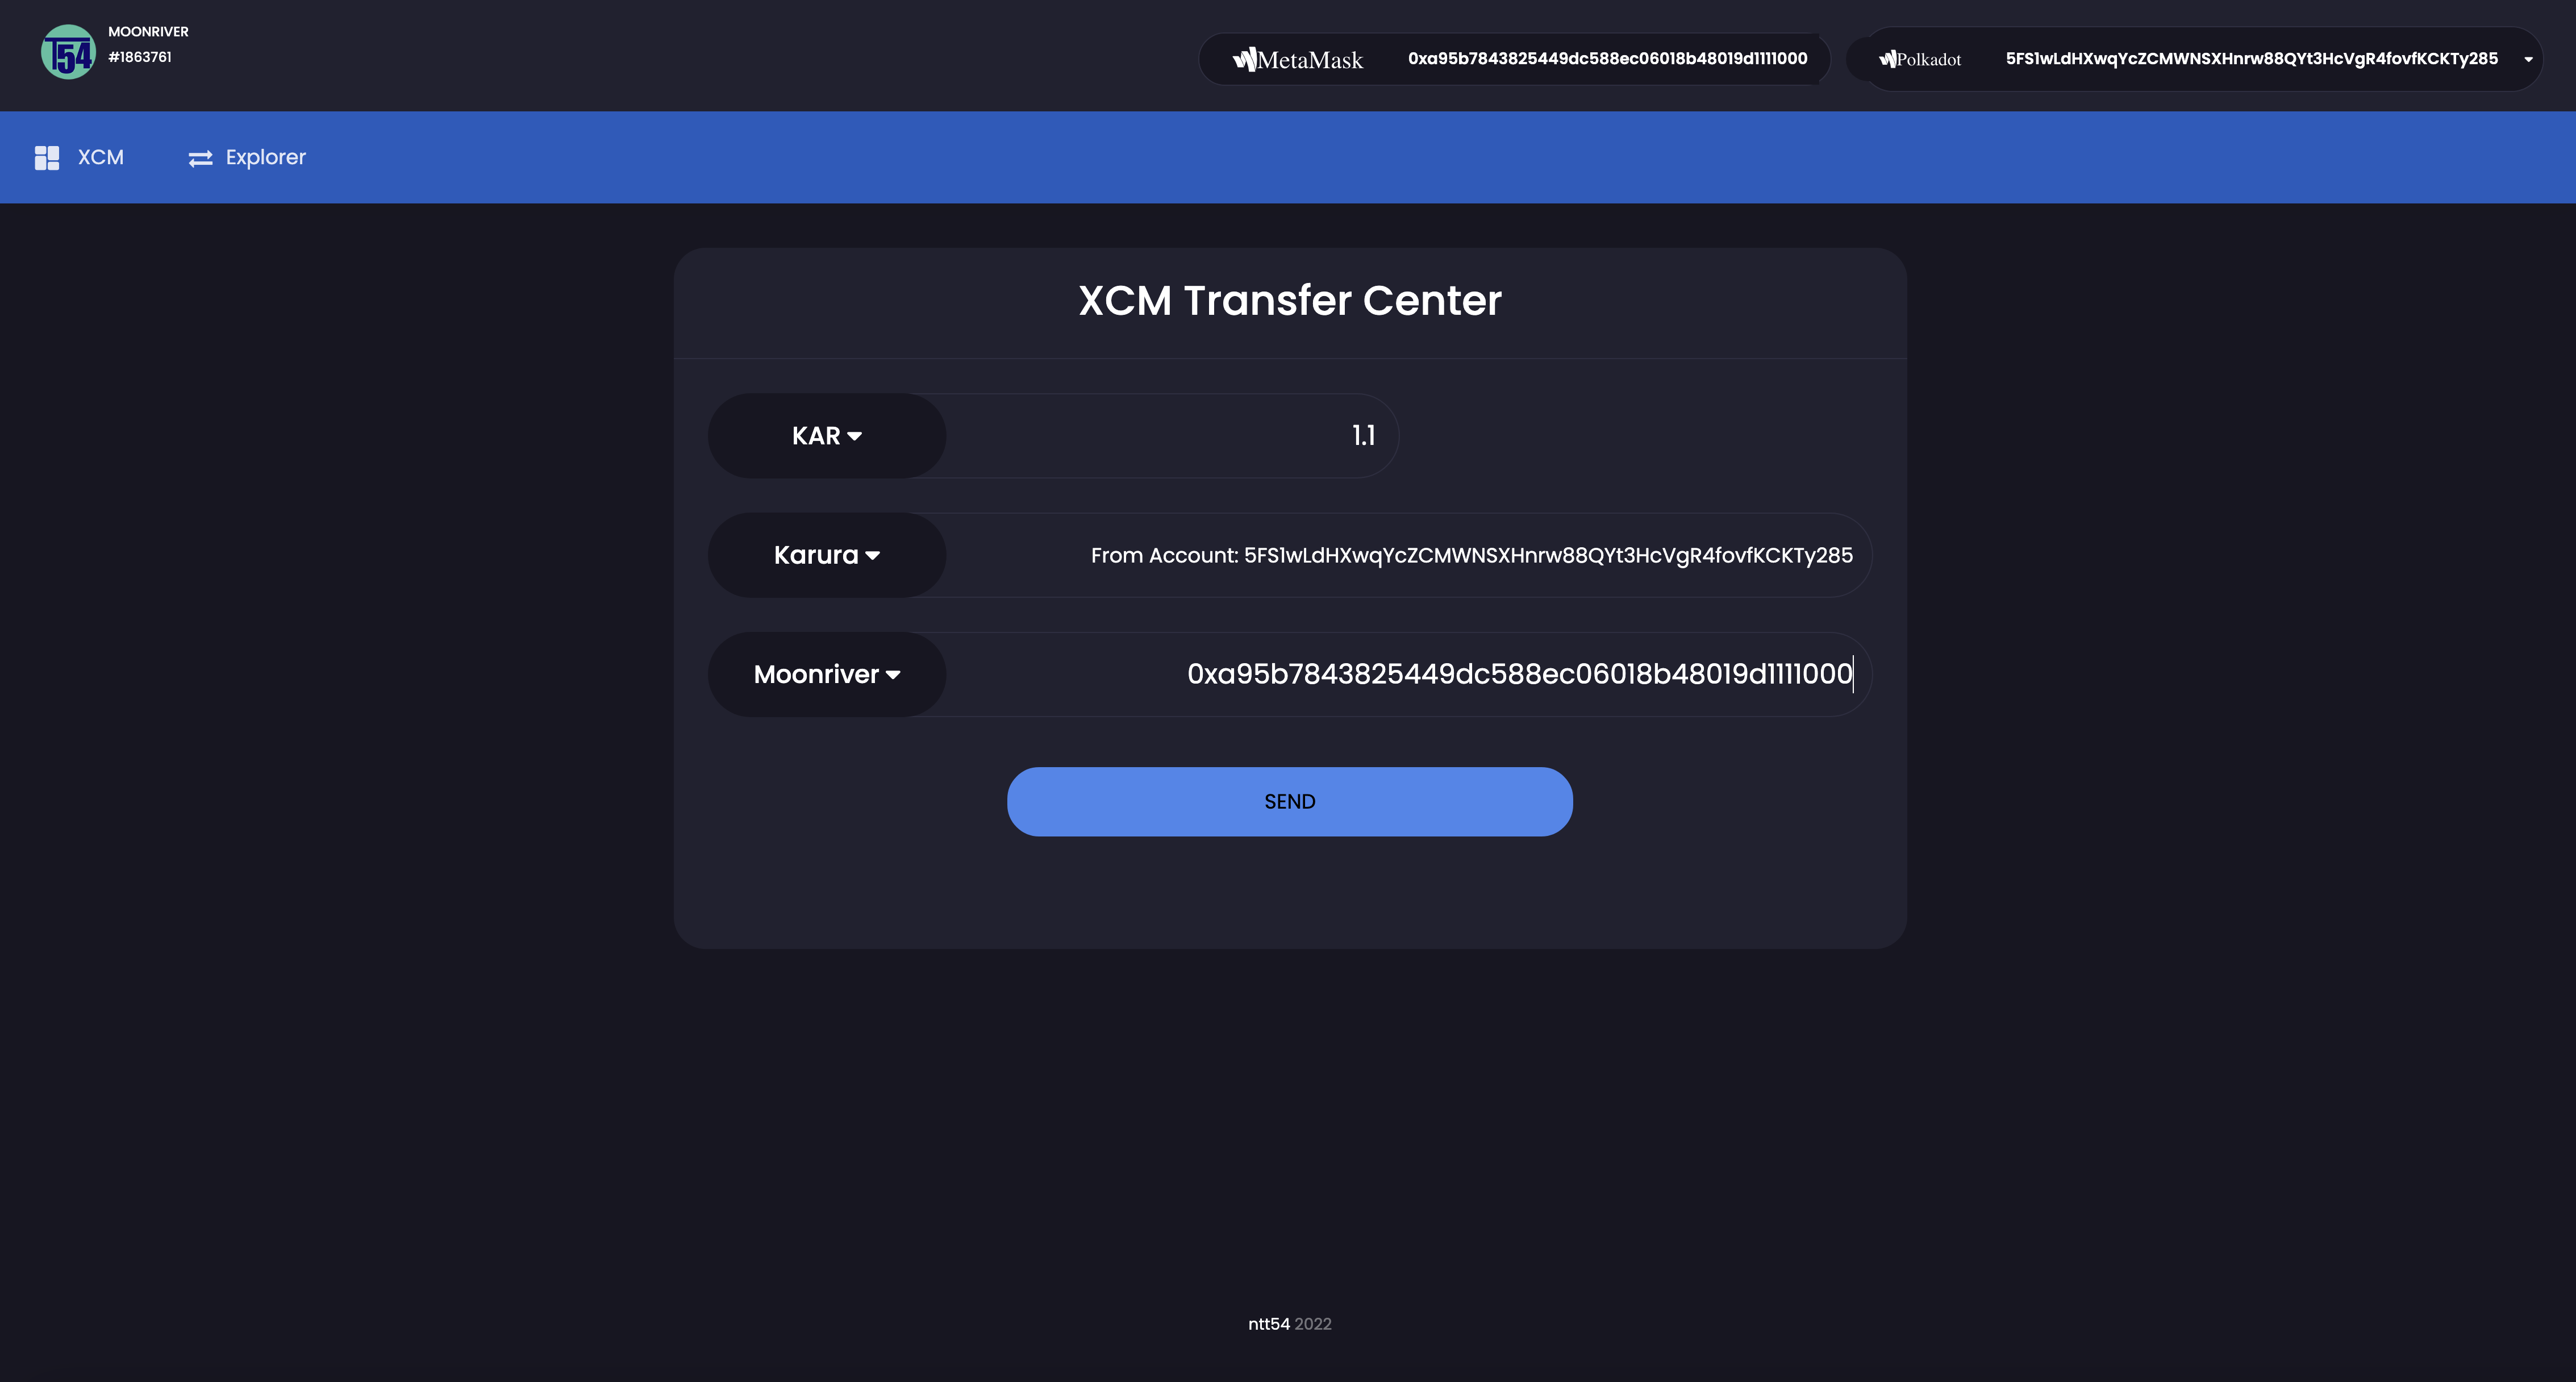 T54
MOONRIVER
#1863761
MetaMask 0xa95b7843825449dc588ec06018b48019d1111000
Polkadot 5FS1wLdHXwqYcZCMWNSXHnrw88QYt3HcVgR4fovfKCKTy285
XCM Explorer
XCM Transfer Center
KAR 1.1
Karura From Account: 5FS1wLdHXwqYcZCMWNSXHnrw88QYt3HcVgR4fovfKCKTy285
Moonriver 0xa95b7843825449dc588ec06018b48019d1111000
SEND
ntt54 2022